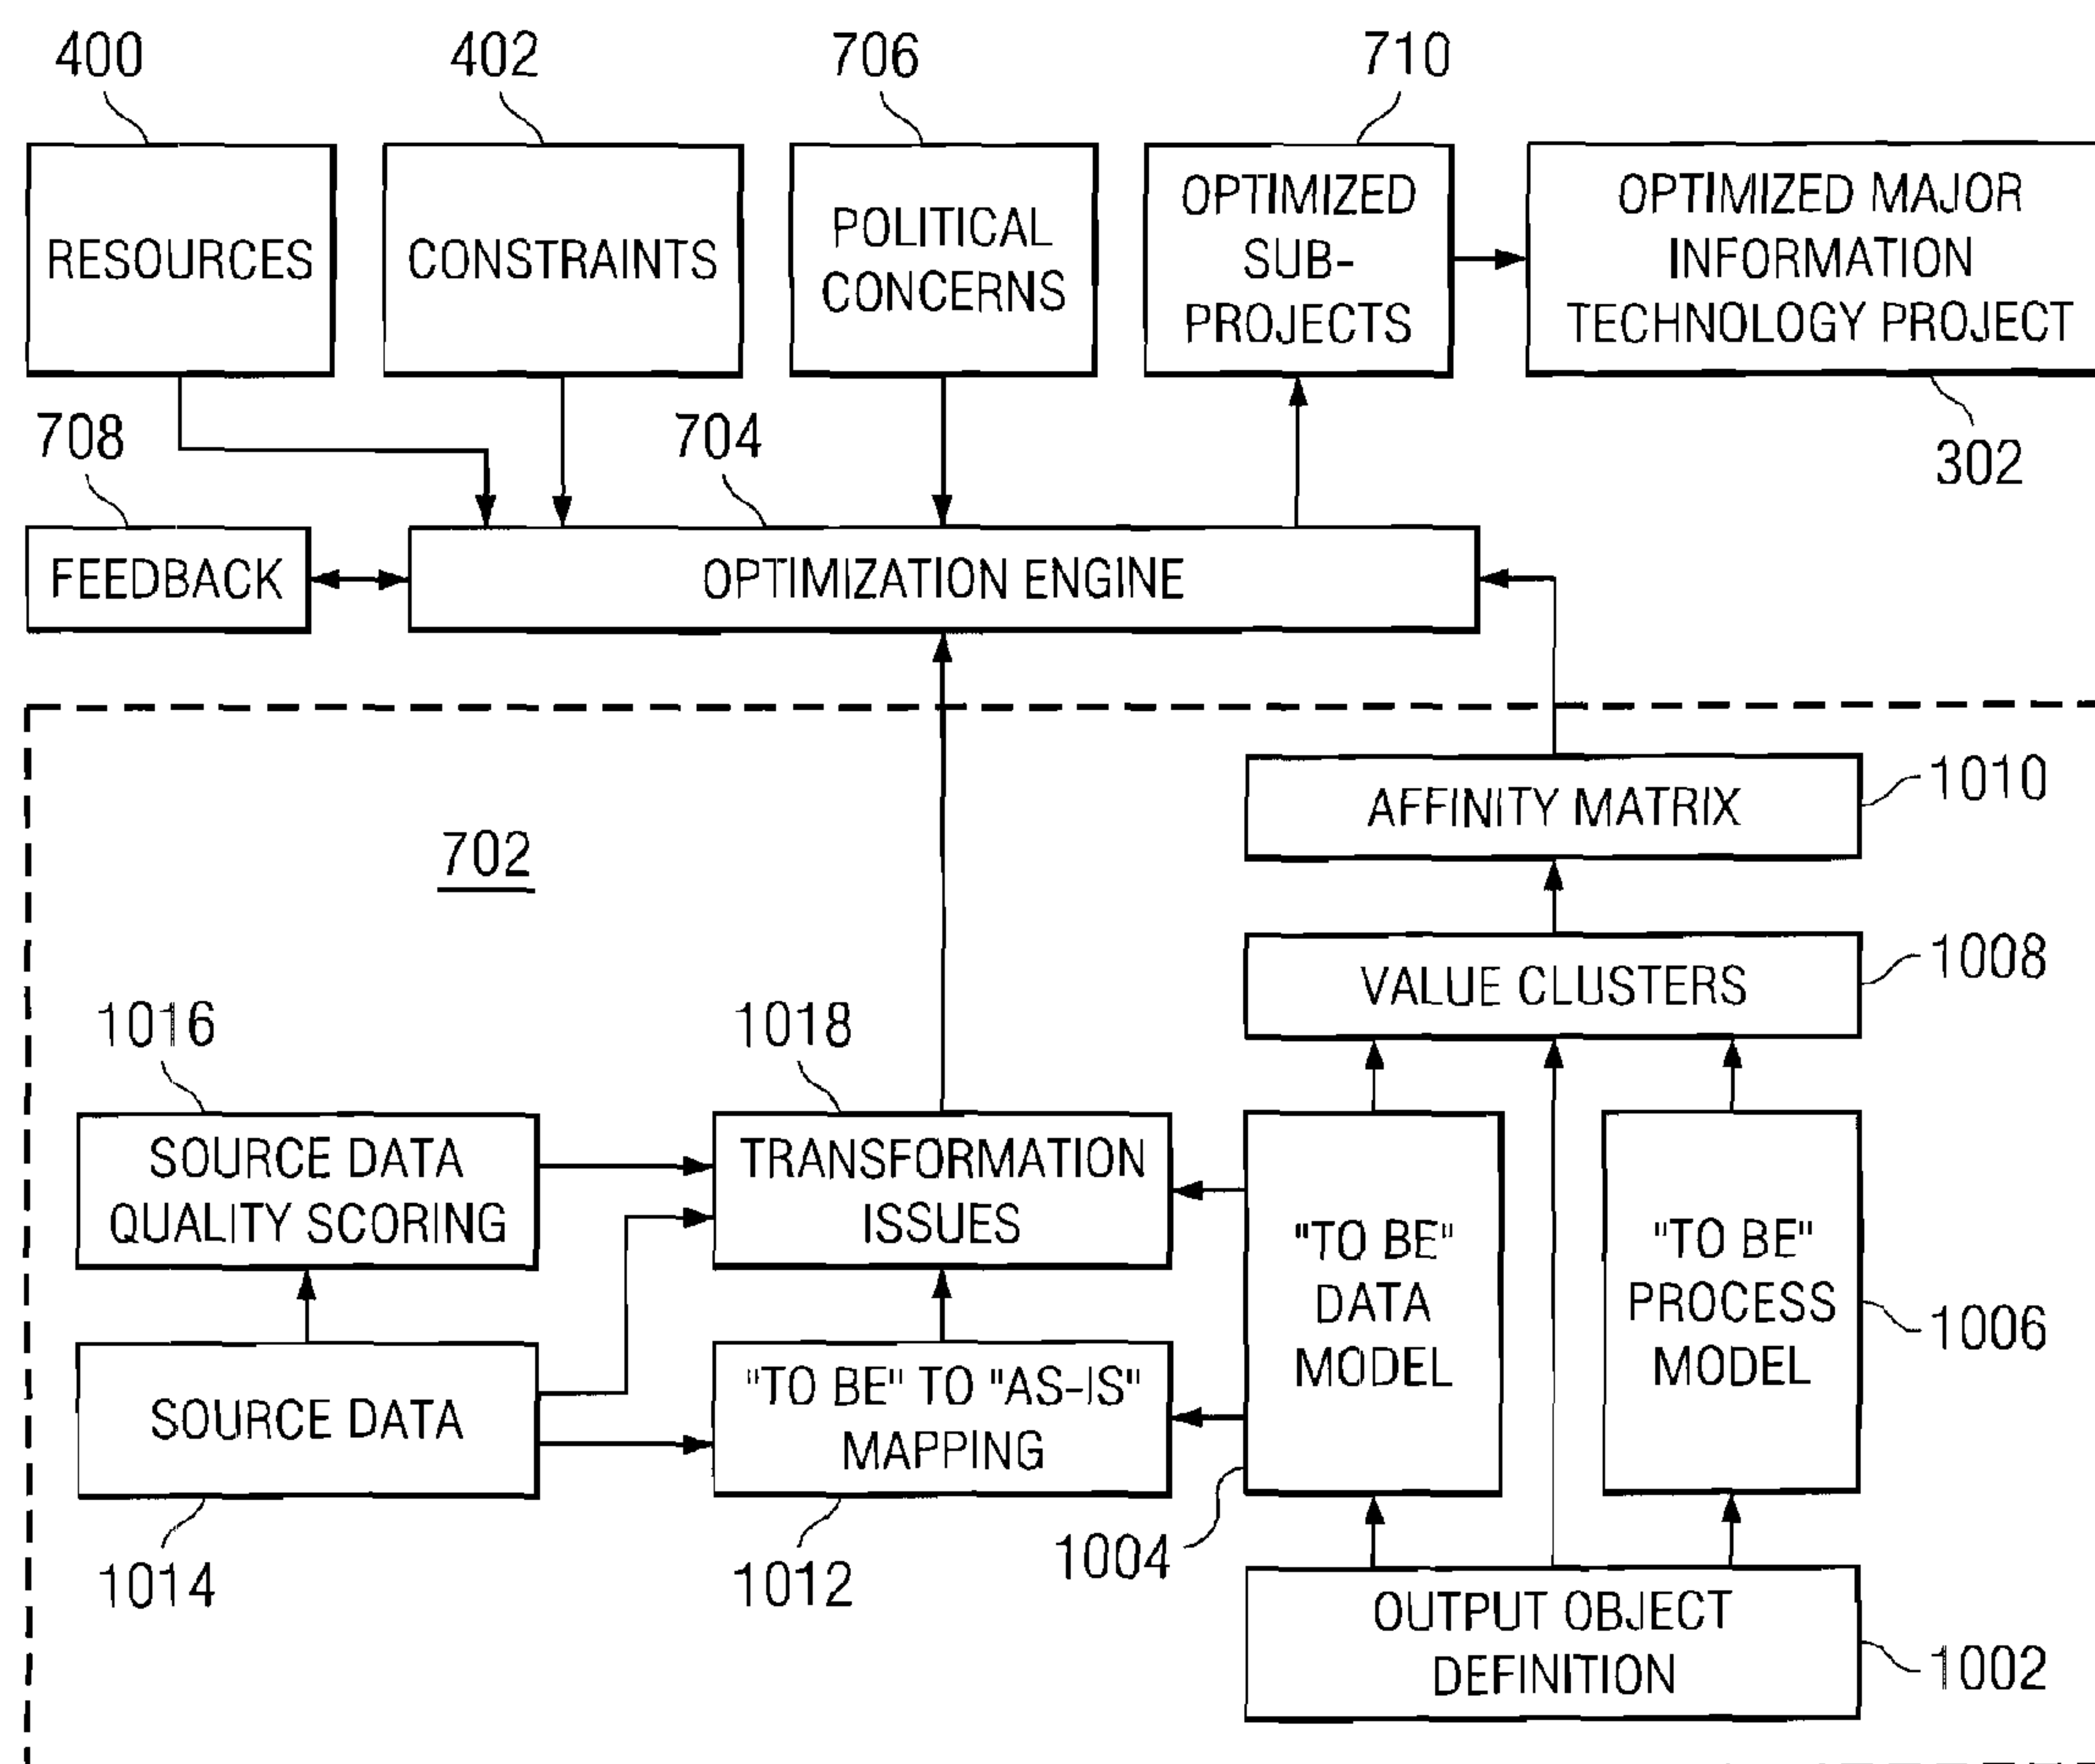 400
402
706
710
RESOURCES
CONSTRAINTS
POLITICAL
CONCERNS
OPTIMIZED
SUB-
PROJECTS
OPTIMIZED MAJOR
INFORMATION
TECHNOLOGY PROJECT
302
708
704
FEEDBACK
OPTIMIZATION ENGINE
702
AFFINITY MATRIX
1010
VALUE CLUSTERS
1008
1016
1018
SOURCE DATA
QUALITY SCORING
TRANSFORMATION
ISSUES
"TO BE"
DATA
MODEL
"TO BE"
PROCESS
MODEL
1006
SOURCE DATA
"TO BE" TO "AS-IS"
MAPPING
1014
1012
1004
OUTPUT OBJECT
DEFINITION
1002